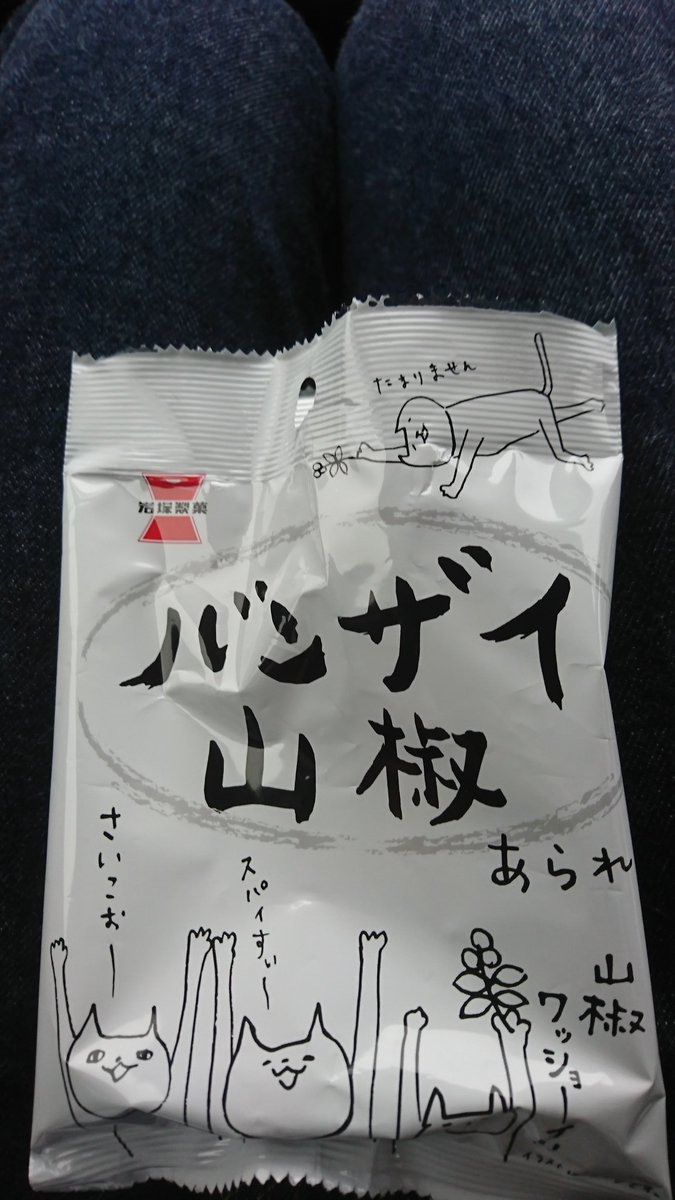 たまりません
岩塚製菓
バンザイ
山椒
あられ
さいこおー
スパイすぃ〜
山椒
ワッショーイ